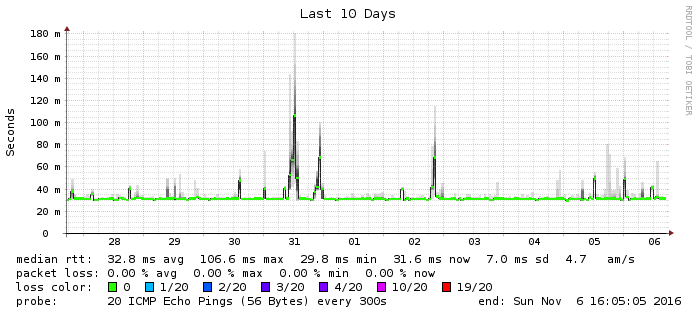 Last 10 Days
RRDTOOL / TOBI OETIKER
Seconds
180 m
160 m
140 m
120 m
100 m
80 m
60 m
40 m
20 m
0
28 29 30 31 01 02 03 04 05 06
median rtt: 32.8 ms avg 106.6 ms max 29.8 ms min 31.6 ms now 7.0 ms sd 4.7 am/s
packet loss: 0.00 % avg 0.00 % max 0.00 % min 0.00 % now
loss color: 0 1/20 2/20 3/20 4/20 10/20 19/20
probe: 20 ICMP Echo Pings (56 Bytes) every 300s end: Sun Nov 6 16:05:05 2016